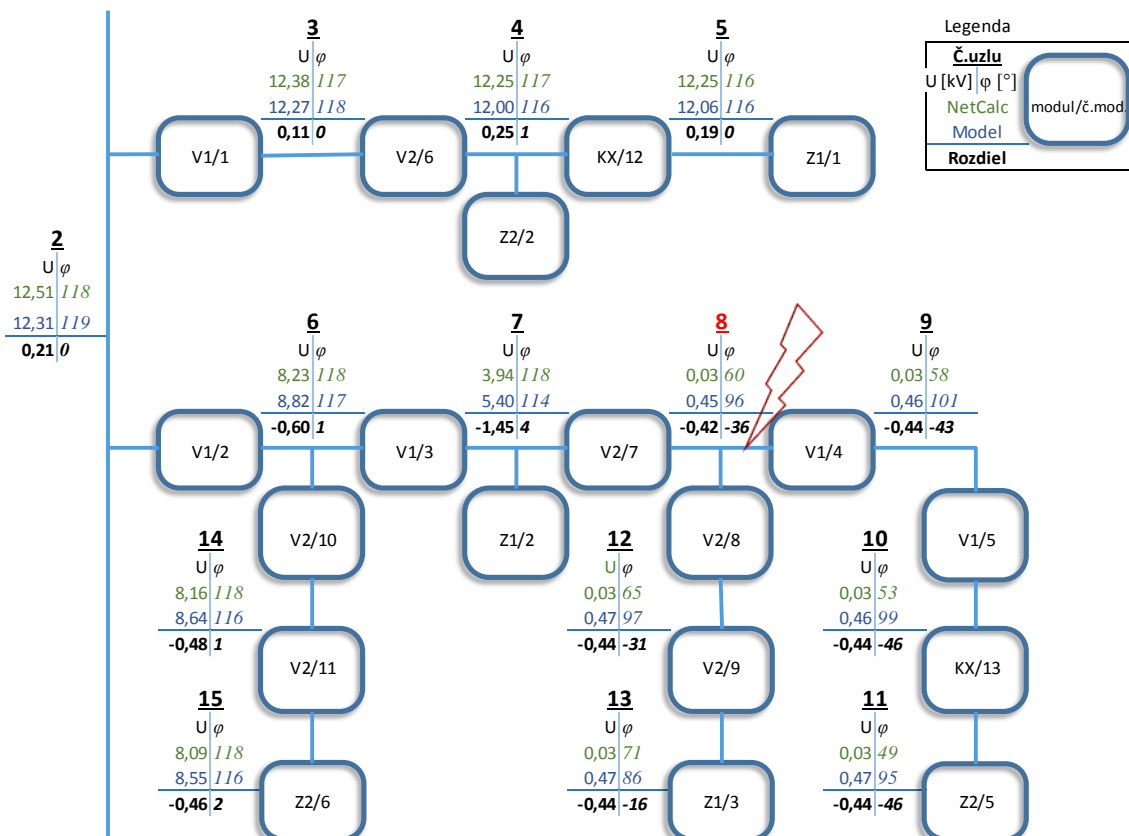 Legenda
Č.uzlu
U [kV] φ [°]
NetCalc
Model
Rozdiel
modul/č.mod.
3
U φ
12,38 117
12,27 118
0,11 0
4
U φ
12,25 117
12,00 116
0,25 1
5
U φ
12,25 116
12,06 116
0,19 0
V1/1
V2/6
KX/12
Z1/1
Z2/2
2
U φ
12,51 118
12,31 119
0,21 0
6
U φ
8,23 118
8,82 117
-0,60 1
7
U φ
3,94 118
5,40 114
-1,45 4
8
U φ
0,03 60
0,45 96
-0,42 -36
9
U φ
0,03 58
0,46 101
-0,44 -43
V1/2
V1/3
V2/7
V1/4
V2/10
Z1/2
V2/8
V1/5
14
U φ
8,16 118
8,64 116
-0,48 1
12
U φ
0,03 65
0,47 97
-0,44 -31
10
U φ
0,03 53
0,46 99
-0,44 -46
V2/11
V2/9
KX/13
15
U φ
8,09 118
8,55 116
-0,46 2
13
U φ
0,03 71
0,47 86
-0,44 -16
11
U φ
0,03 49
0,47 95
-0,44 -46
Z2/6
Z1/3
Z2/5